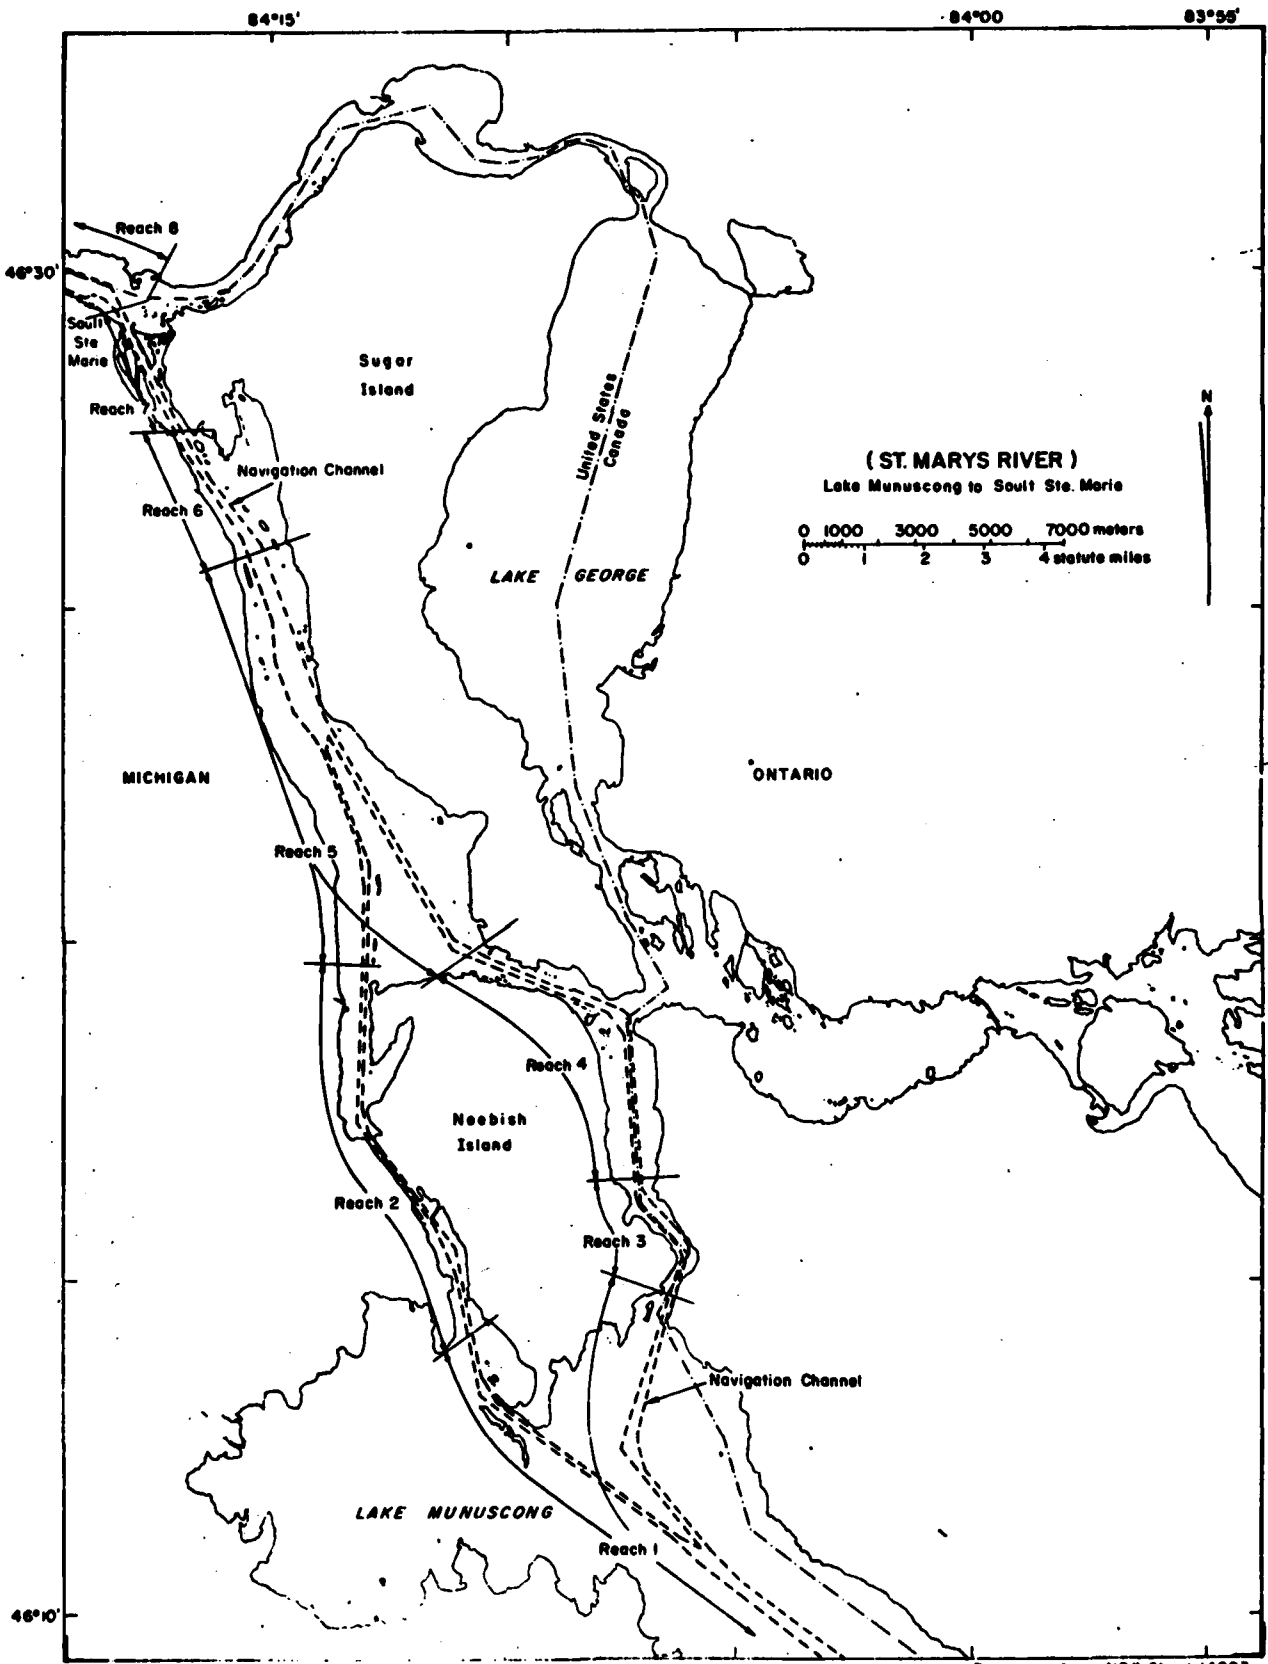 84°15'
84°00
83°55'
Reach 8
46°30'
Sault
Ste
Marie
Sugar
Island
Reach 7
United States
Canada
N
Navigation Channel
(ST. MARYS RIVER)
Lake Munuscong to Sault Ste. Marie
Reach 6
0 1000 3000 5000 7000 meters
0 1 2 3 4 statute miles
LAKE GEORGE
MICHIGAN
ONTARIO
Reach 5
Reach 4
Neebish
Island
Reach 2
Reach 3
Navigation Channel
LAKE MUNUSCONG
Reach 1
46°10'